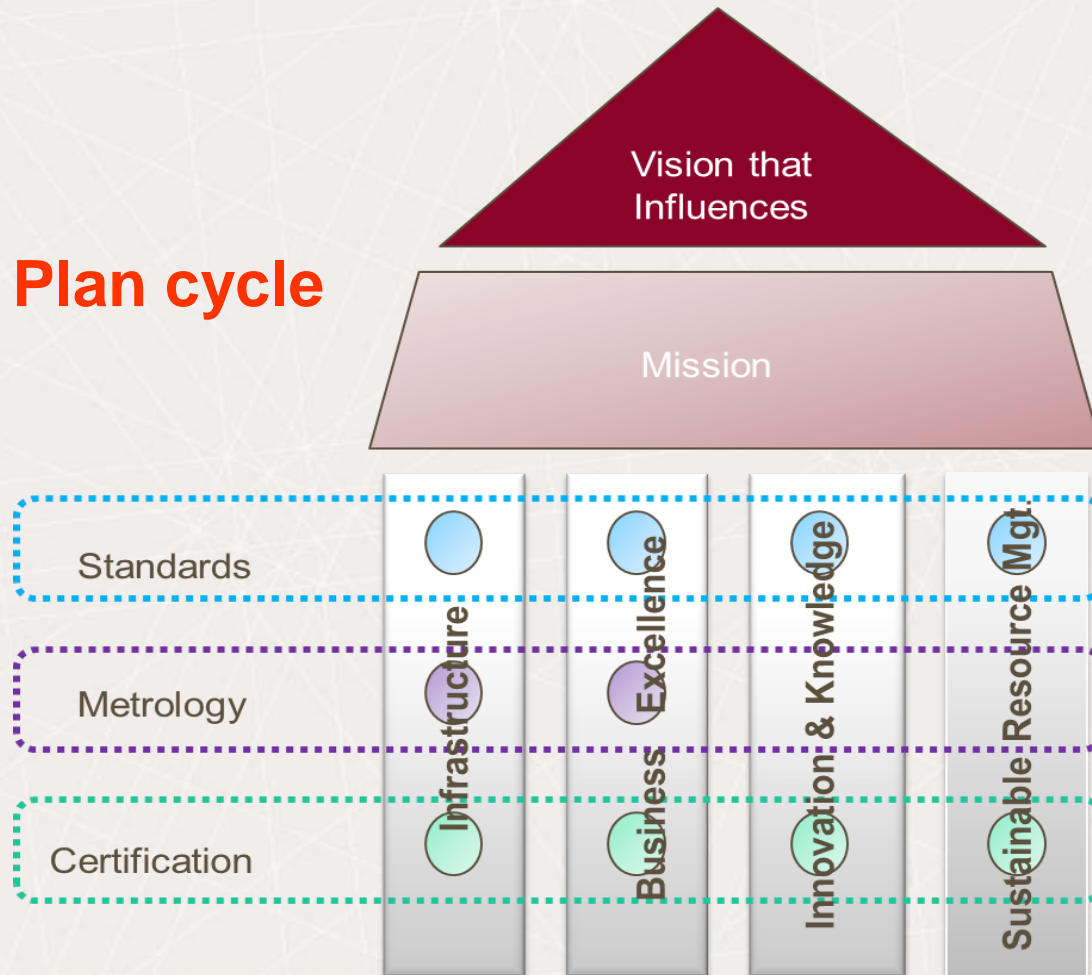 Vision that
Influences
Plan cycle
Mission
Standards
Metrology
Certification
Infrastructure
Business Excellence
Innovation & Knowledge
Sustainable Resource Mgt.